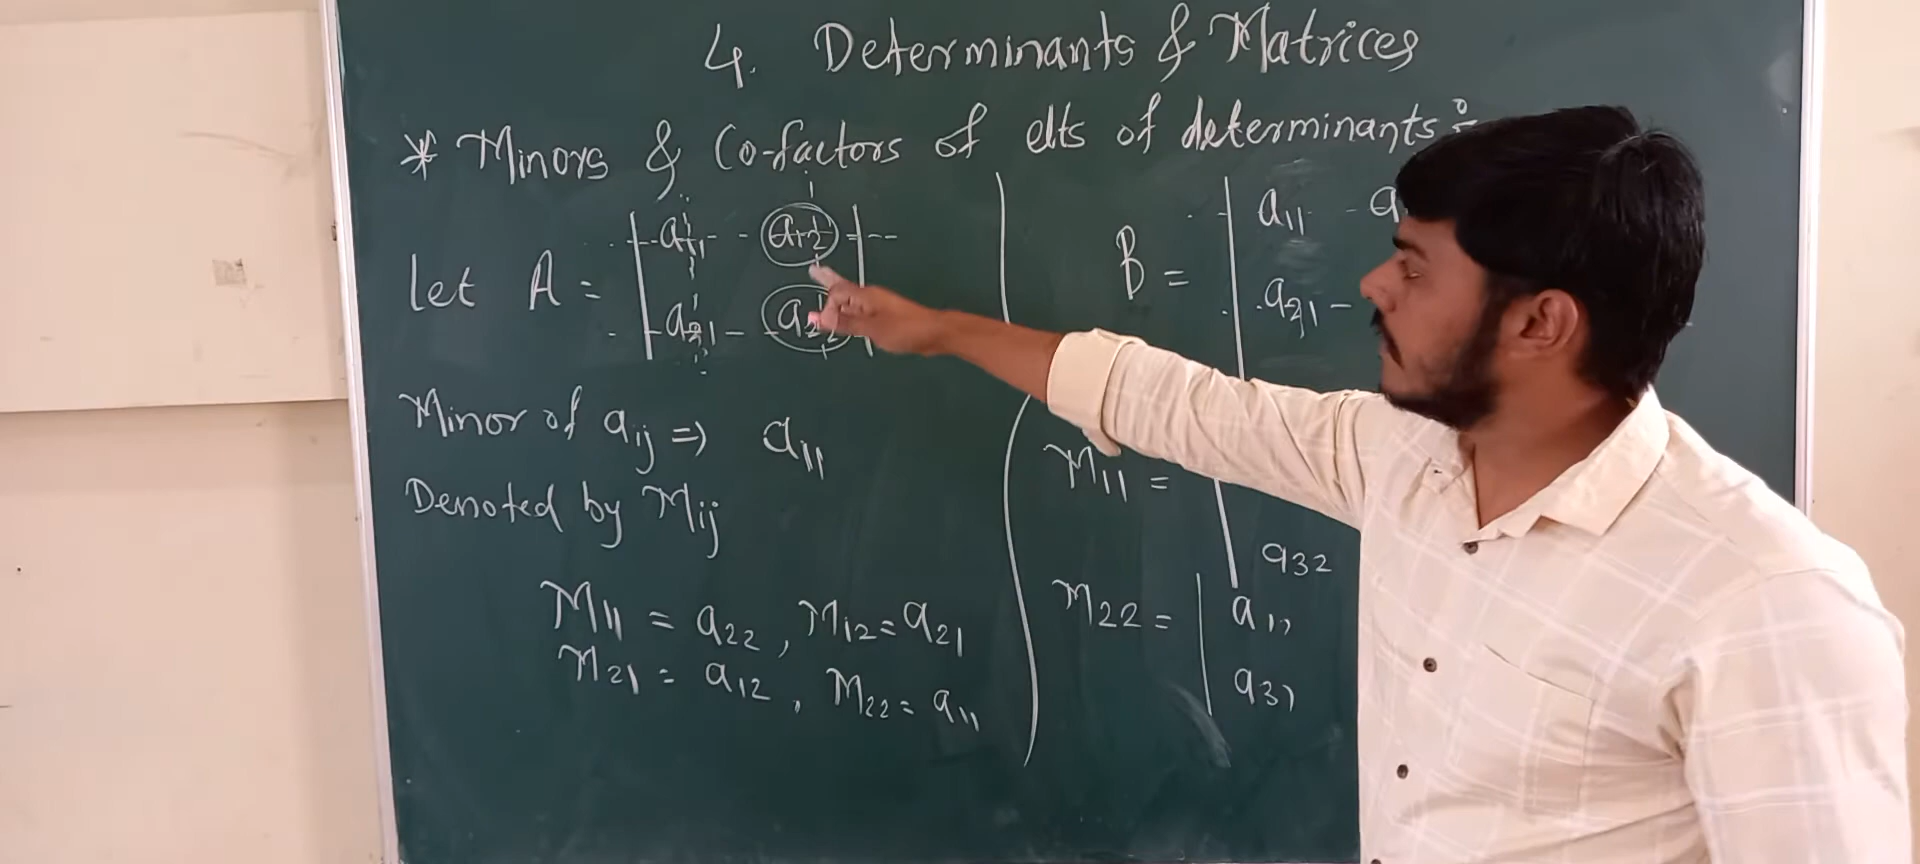 4. Determinants & Matrices
* Minors & Co-factors of elts of determinants :
Let A = | a11 a12 |
| a21 a22 |
Minor of aij => a11
Denoted by Mij
M11 = a22 , M12 = a21
M21 = a12 , M22 = a11
B = | a11 a
a21
M11 =
a32
M22 = | a11
a31